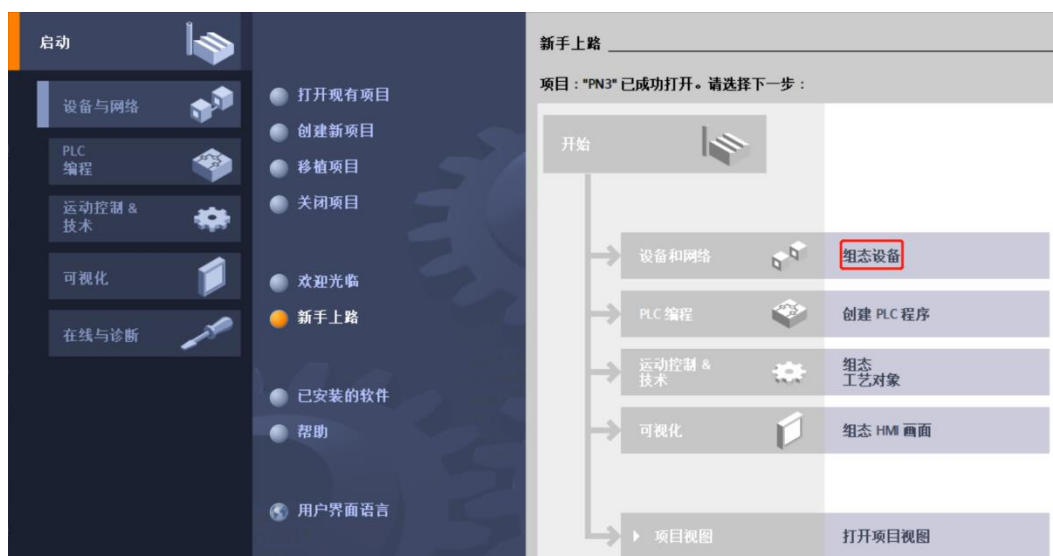 启动
设备与网络
PLC
编程
运动控制 &
技术
可视化
在线与诊断
打开现有项目
创建新项目
移植项目
关闭项目
欢迎光临
新手上路
已安装的软件
帮助
用户界面语言
新手上路
项目："PN3" 已成功打开。请选择下一步：
开始
设备和网络
组态设备
PLC 编程
创建 PLC 程序
运动控制 &
技术
组态
工艺对象
可视化
组态 HMI 画面
项目视图
打开项目视图